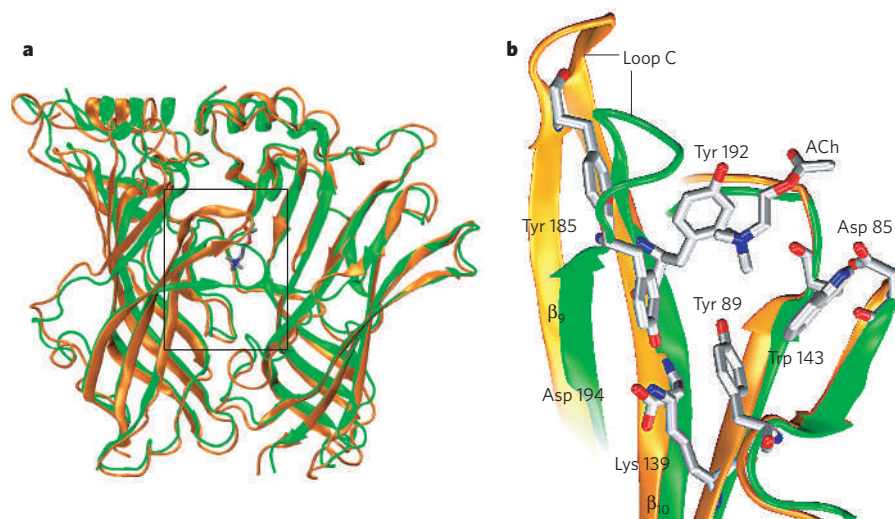 a
b
Loop C
Tyr 192
ACh
Tyr 185
Asp 85
Tyr 89
β9
Trp 143
Asp 194
Lys 139
β10